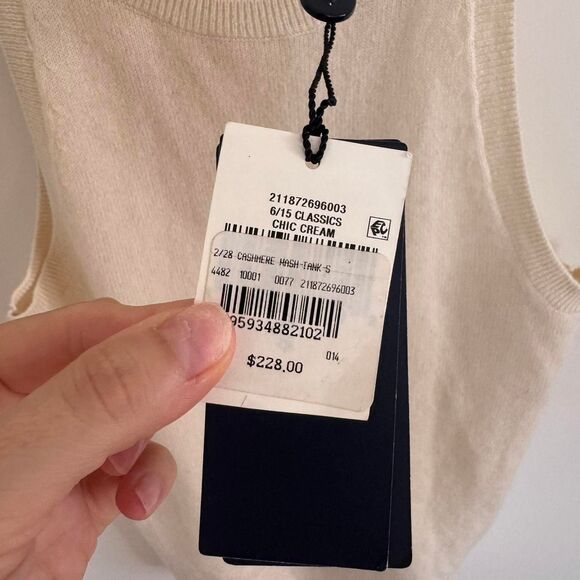 211872696003
6/15 CLASSICS
CHIC CREAM
2/28 CASHMERE WASH-TANK-S
4482 10001 0077 211872696003
95934882102
014
$228.00